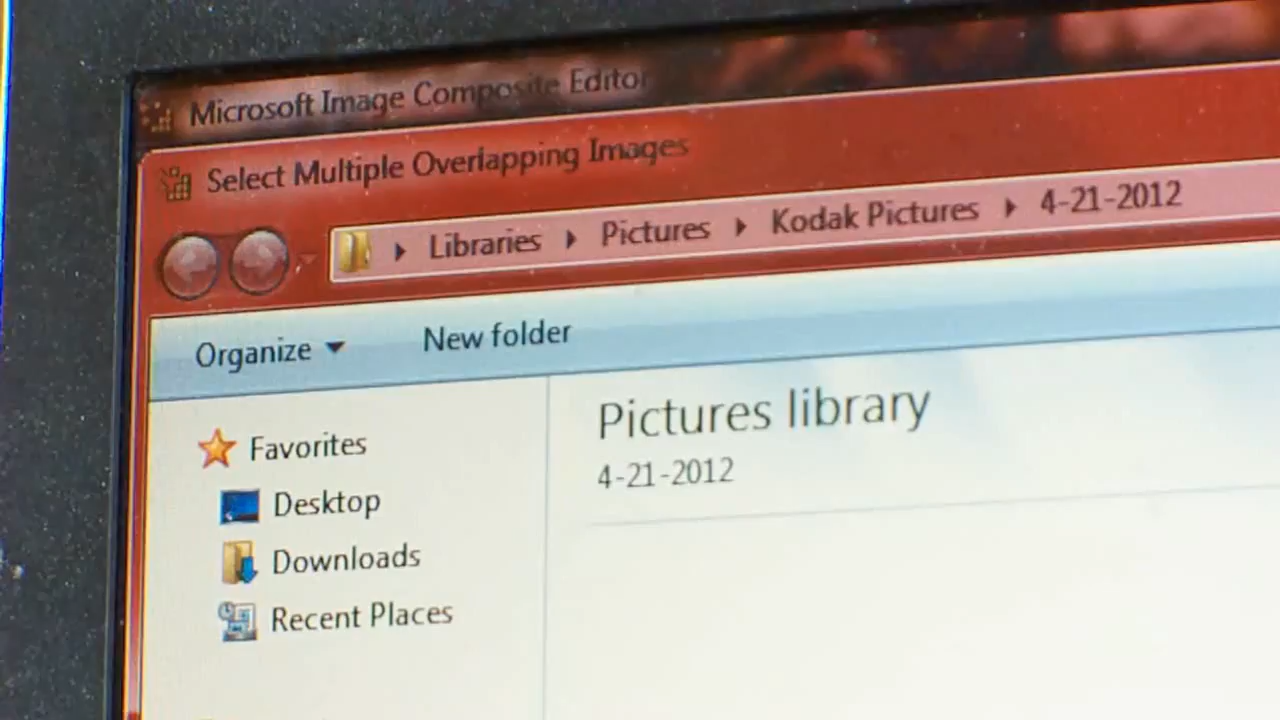 Microsoft Image Composite Editor
Select Multiple Overlapping Images
Libraries Pictures Kodak Pictures 4-21-2012
Organize New folder
Pictures library
4-21-2012
Favorites
Desktop
Downloads
Recent Places